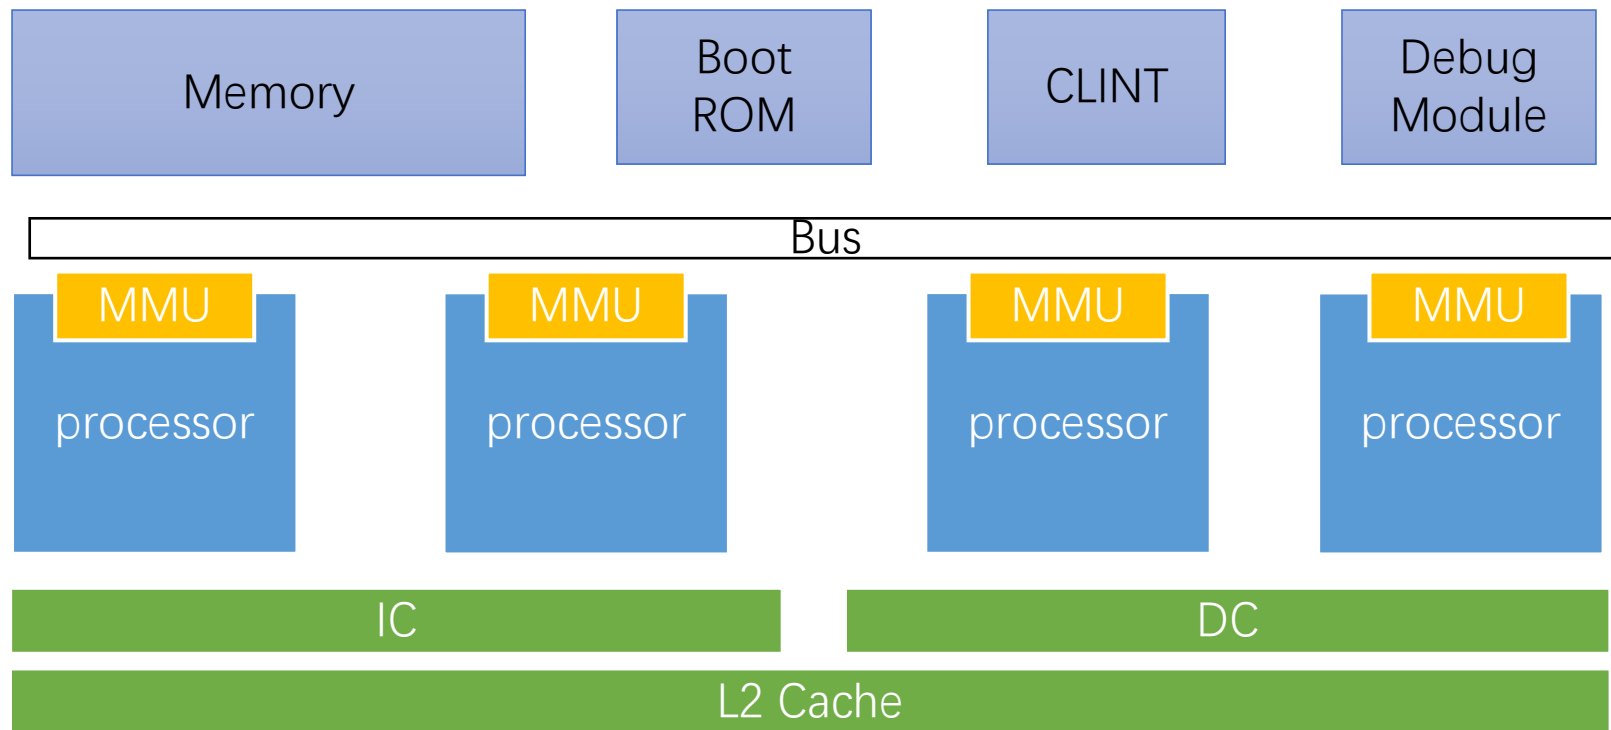 Memory
Boot
ROM
CLINT
Debug
Module
Bus
MMU
MMU
MMU
MMU
processor
processor
processor
processor
IC
DC
L2 Cache